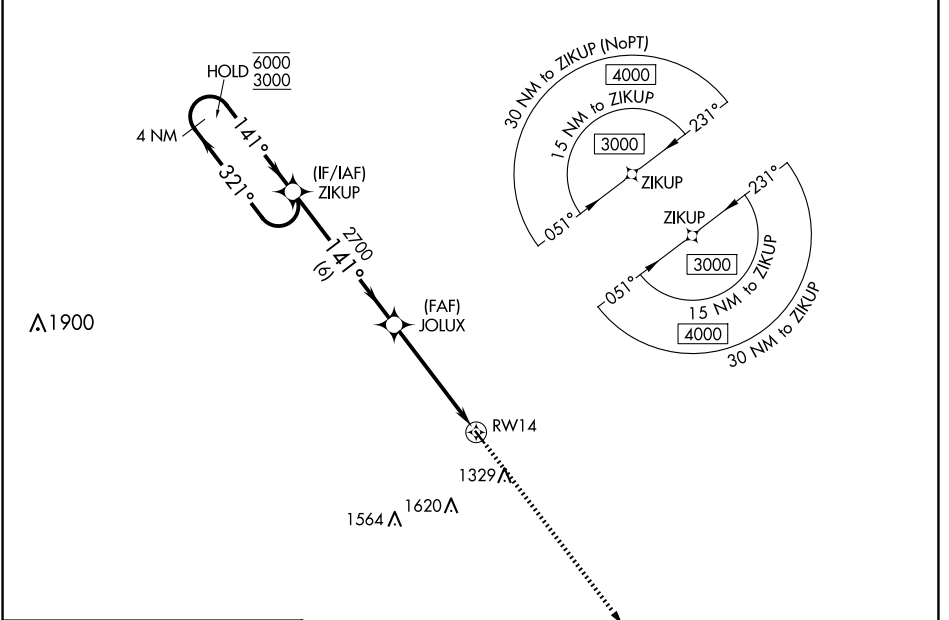 HOLD 6000
3000
4 NM
141°
321°
(IF/IAF)
ZIKUP
2700
141°
(6)
(FAF)
JOLUX
1900
RW14
1329
1620
1564
30 NM to ZIKUP (NoPT)
4000
15 NM to ZIKUP
3000
231°
ZIKUP
051°
231°
ZIKUP
3000
051°
15 NM to ZIKUP
4000
30 NM to ZIKUP